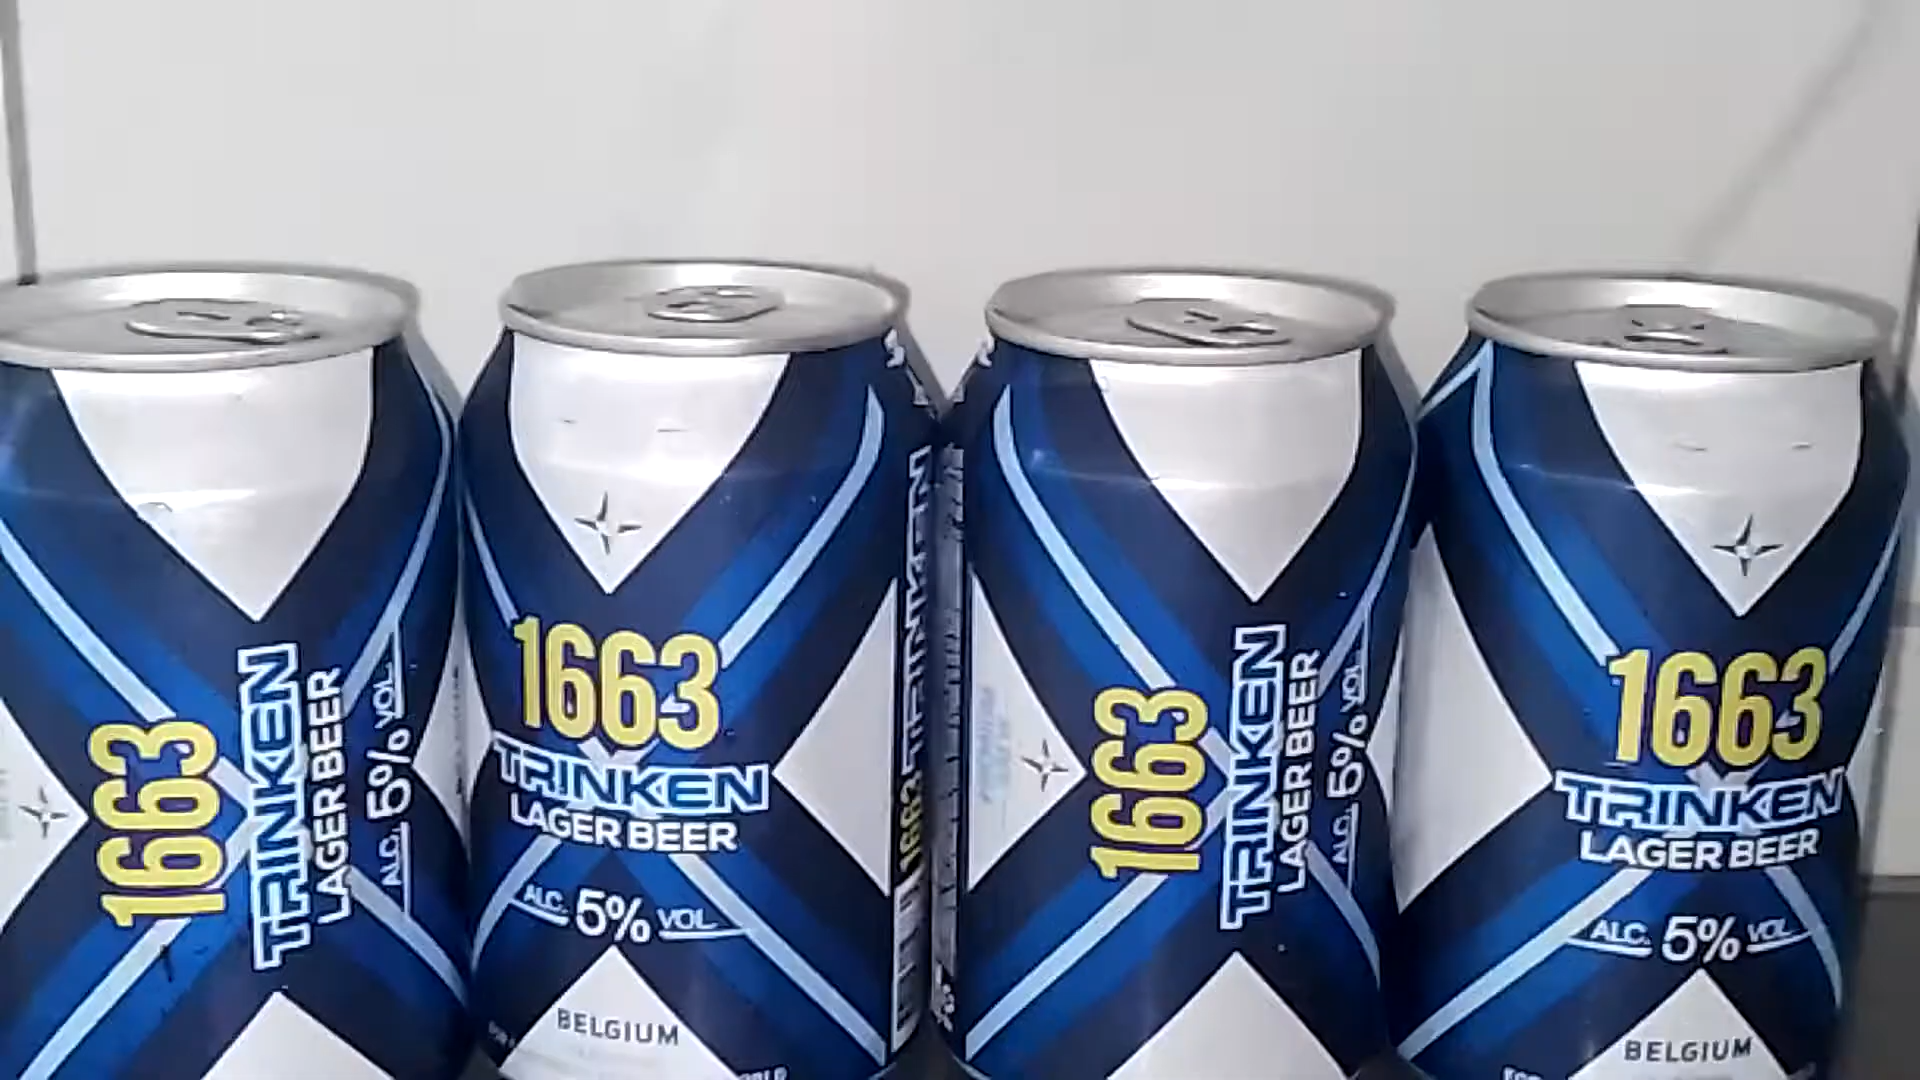 1663
TRINKEN
LAGER BEER
ALC. 5% VOL.
1663
TRINKEN
LAGER BEER
ALC. 5% VOL.
BELGIUM
1663 TRINKEN
1663
TRINKEN
LAGER BEER
ALC. 5% VOL.
1663
TRINKEN
LAGER BEER
ALC. 5% VOL.
BELGIUM